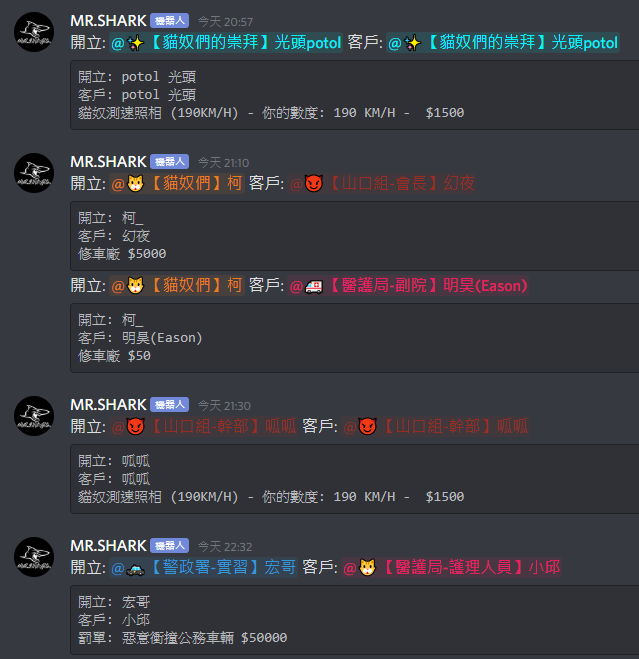 MR.SHARK 機器人 今天 20:57
開立: @✨【貓奴們的崇拜】光頭potol 客戶: @✨【貓奴們的崇拜】光頭potol
開立: potol 光頭
客戶: potol 光頭
貓奴測速照相 (190KM/H) - 你的數度: 190 KM/H -  $1500
MR.SHARK 機器人 今天 21:10
開立: @🐱【貓奴們】柯 客戶: @😈【山口組-會長】幻夜
開立: 柯_
客戶: 幻夜
修車廠 $5000
開立: @🐱【貓奴們】柯 客戶: @🚑【醫護局-副院】明昊(Eason)
開立: 柯_
客戶: 明昊(Eason)
修車廠 $50
MR.SHARK 機器人 今天 21:30
開立: @😈【山口組-幹部】呱呱 客戶: @😈【山口組-幹部】呱呱
開立: 呱呱
客戶: 呱呱
貓奴測速照相 (190KM/H) - 你的數度: 190 KM/H -  $1500
MR.SHARK 機器人 今天 22:32
開立: @🚓【警政署-實習】宏哥 客戶: @🐱【醫護局-護理人員】小邱
開立: 宏哥
客戶: 小邱
罰單: 惡意衝撞公務車輛 $50000